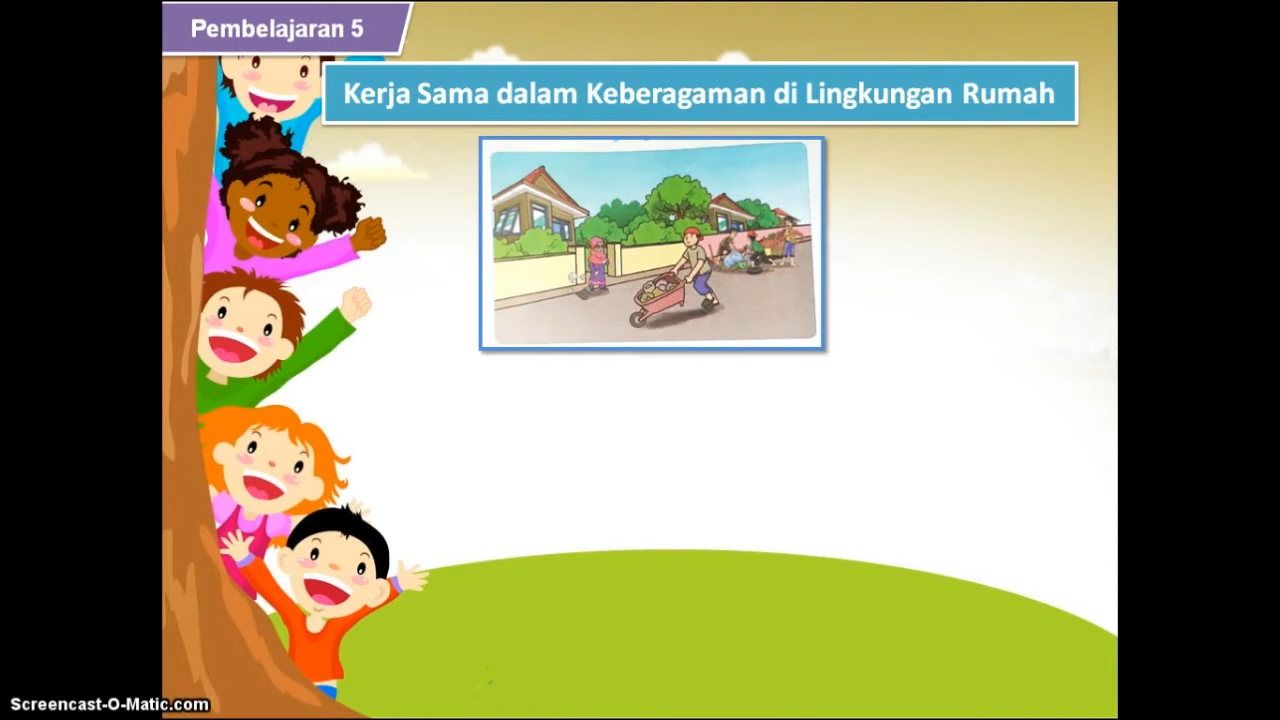 Pembelajaran 5
Kerja Sama dalam Keberagaman di Lingkungan Rumah
Screencast-O-Matic.com